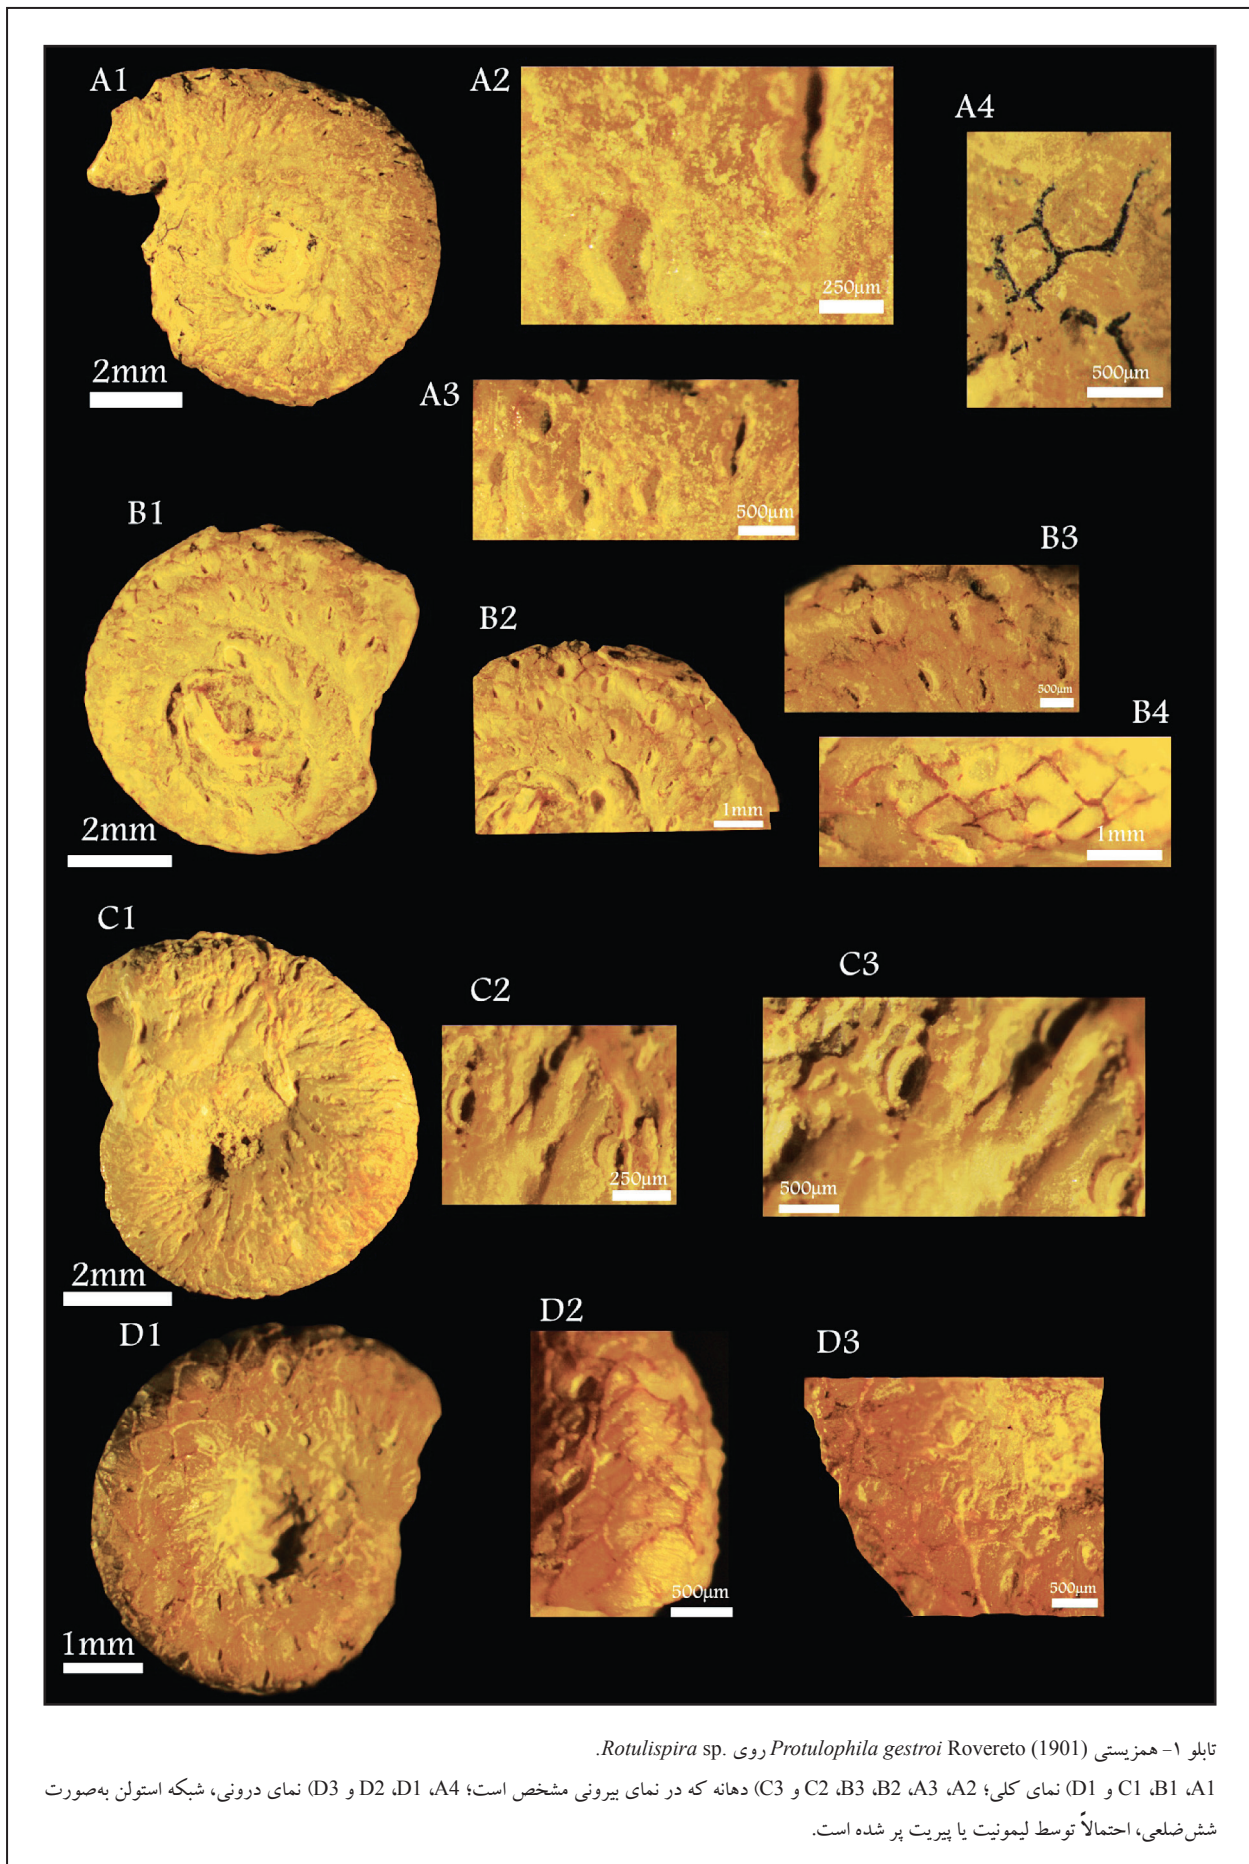 A1
A2
A4
2mm
250µm
500µm
A3
500µm
B1
B2
B3
500µm
B4
1mm
1mm
2mm
C1
C2
C3
250µm
500µm
2mm
D1
D2
D3
500µm
500µm
1mm
تابلو ۱- همزیستی Protulophila gestroi Rovereto (1901) روی Rotulispira sp.
A1، B1، C1 و D1) نمای کلی؛ A2، A3، B2، B3، C2 و C3) دهانه که در نمای بیرونی مشخص است؛ A4، D1، D2 و D3) نمای درونی، شبکه استولن به‌صورت
شش‌ضلعی، احتمالاً توسط لیمونیت یا پیریت پر شده است.